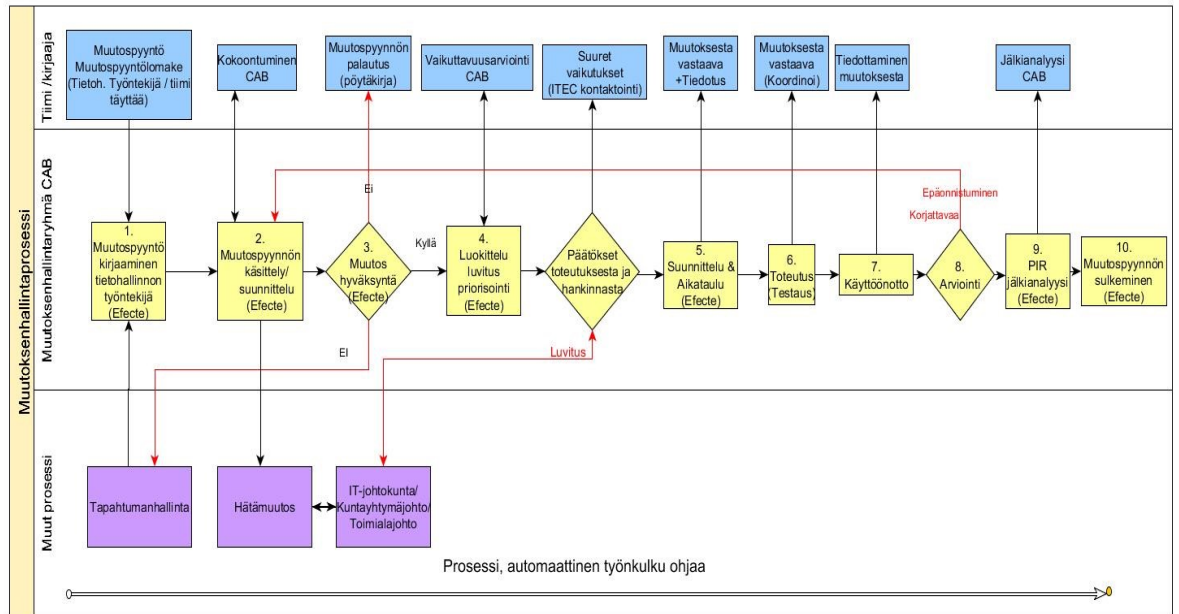 Muutoksenhallintaprosessi
Tiimi /kirjaaja
Muutospyyntö
Muutospyyntölomake
(Tietoh. Työntekijä / tiimi
täyttää)
Kokoontuminen
CAB
Muutospyynnön
palautus
(pöytäkirja)
Vaikuttavuusarviointi
CAB
Suuret
vaikutukset
(ITEC kontaktointi)
Muutoksesta
vastaava
+Tiedotus
Muutoksesta
vastaava
(Koordinoi)
Tiedottaminen
muutoksesta
Jälkianalyysi
CAB
Muutoksenhallintaryhmä CAB
1.
Muutospyyntö
kirjaaminen
tietohallinnon
työntekijä
(Efecte)
2.
Muutospyynnön
käsittely/
suunnittelu
(Efecte)
Ei
3.
Muutos
hyväksyntä
(Efecte)
EI
Kyllä
4.
Luokittelu
luvitus
priorisointi
(Efecte)
Päätökset
toteutuksesta ja
hankinnasta
Luvitus
5.
Suunnittelu &
Aikataulu
(Efecte)
6.
Toteutus
(Testaus)
7.
Käyttöönotto
Epäonnistuminen
Korjattavaa
8.
Arviointi
9.
PIR
jälkianalyysi
(Efecte)
10.
Muutospyynnön
sulkeminen
(Efecte)
Muut prosessi
Tapahtumanhallinta
Hätämuutos
IT-johtokunta/
Kuntayhtymäjohto/
Toimialajohto
Prosessi, automaattinen työnkulku ohjaa